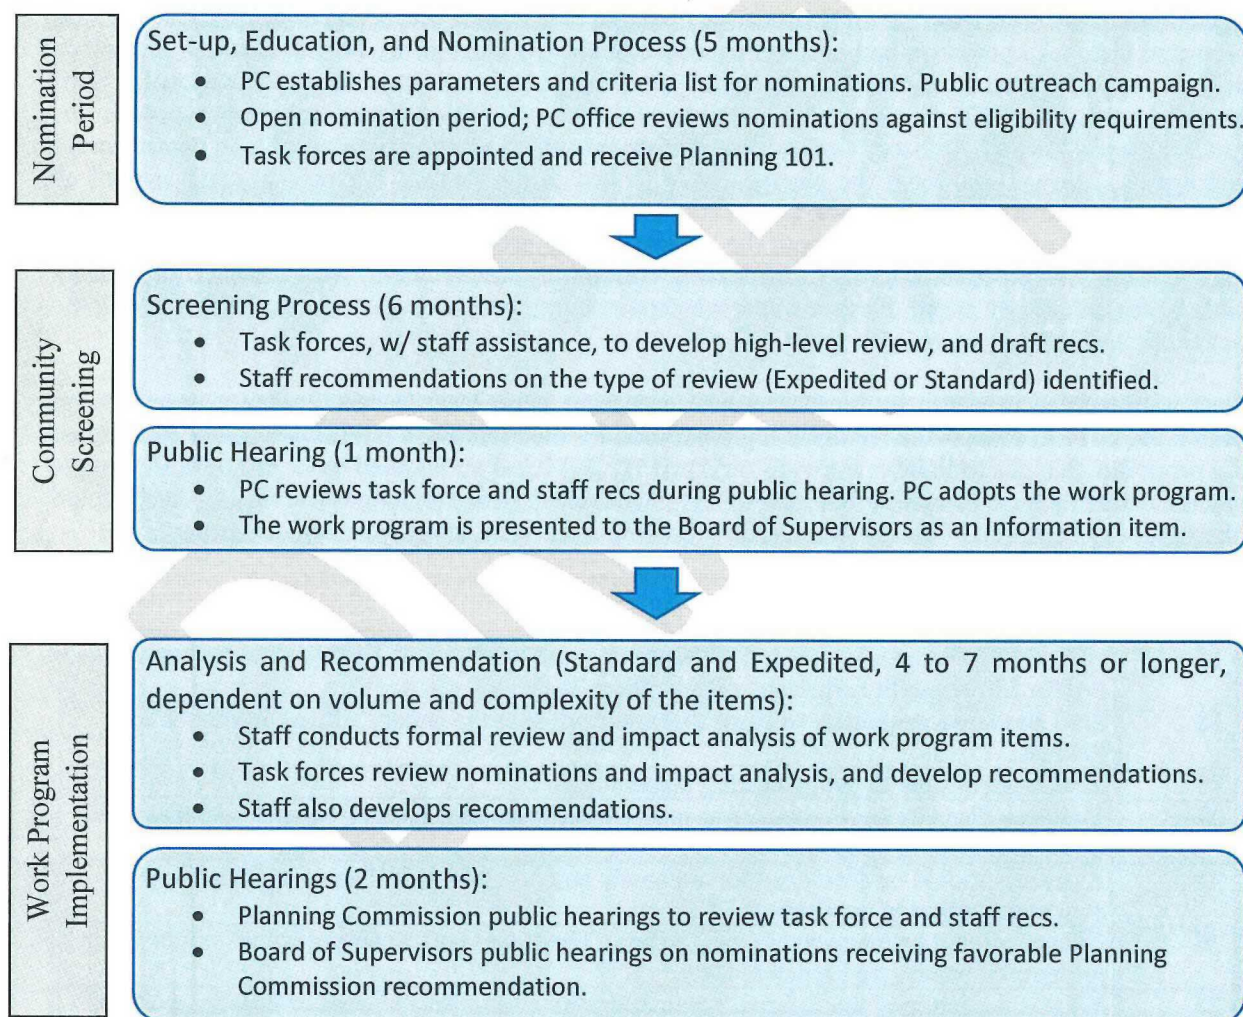 Nomination
Period
Set-up, Education, and Nomination Process (5 months):
• PC establishes parameters and criteria list for nominations. Public outreach campaign.
• Open nomination period; PC office reviews nominations against eligibility requirements.
• Task forces are appointed and receive Planning 101.
Community
Screening
Screening Process (6 months):
• Task forces, w/ staff assistance, to develop high-level review, and draft recs.
• Staff recommendations on the type of review (Expedited or Standard) identified.
Public Hearing (1 month):
• PC reviews task force and staff recs during public hearing. PC adopts the work program.
• The work program is presented to the Board of Supervisors as an Information item.
Work Program
Implementation
Analysis and Recommendation (Standard and Expedited, 4 to 7 months or longer,
dependent on volume and complexity of the items):
• Staff conducts formal review and impact analysis of work program items.
• Task forces review nominations and impact analysis, and develop recommendations.
• Staff also develops recommendations.
Public Hearings (2 months):
• Planning Commission public hearings to review task force and staff recs.
• Board of Supervisors public hearings on nominations receiving favorable Planning
Commission recommendation.
DRAFT